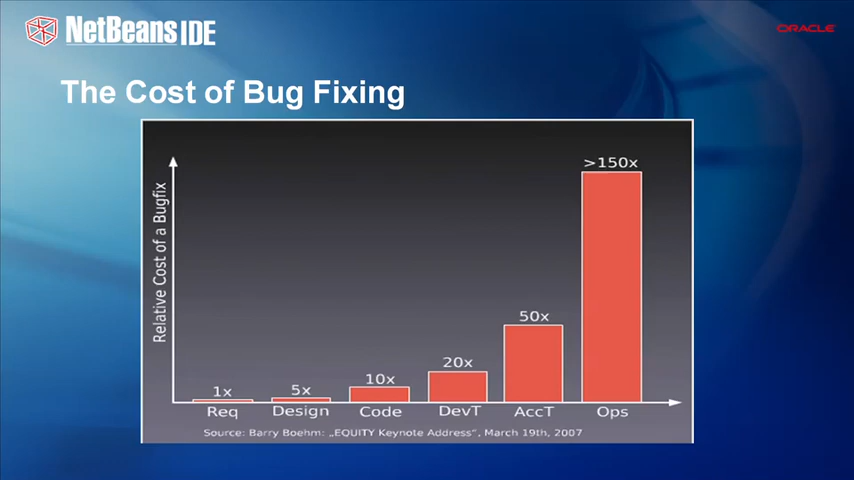 NetBeans IDE
ORACLE
The Cost of Bug Fixing
Relative Cost of a Bugfix
1x
5x
10x
20x
50x
>150x
Req
Design
Code
DevT
AccT
Ops
Source: Barry Boehm: „EQUITY Keynote Address“, March 19th, 2007